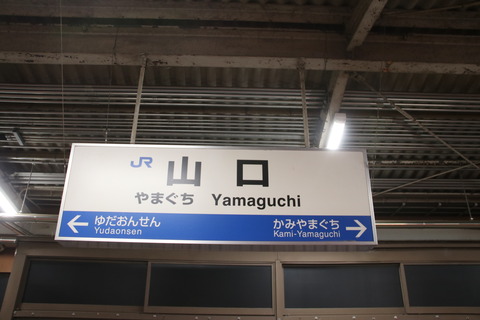 JR 山口
やまぐち Yamaguchi
ゆだおんせん かみやまぐち
Yudaonsen Kami-Yamaguchi